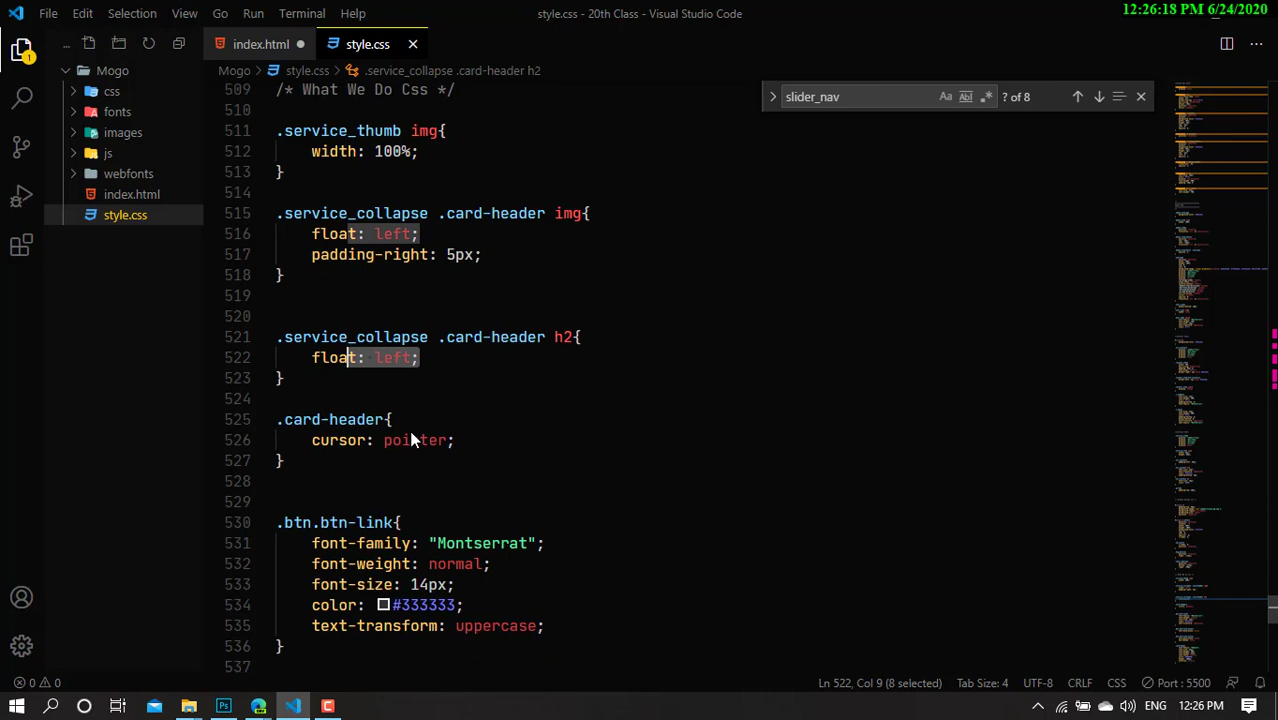 File Edit Selection View Go Run Terminal Help
style.css - 20th Class - Visual Studio Code
12:26:18 PM 6/24/2020
...
index.html
style.css
Mogo > style.css > .service_collapse .card-header h2
slider_nav
Aa
Ab
.*
? of 8
1
Mogo
css
fonts
images
js
webfonts
index.html
style.css
509 /* What We Do Css */
510
511 .service_thumb img{
512 width: 100%;
513 }
514
515 .service_collapse .card-header img{
516 float: left;
517 padding-right: 5px;
518 }
519
520
521 .service_collapse .card-header h2{
522 float: left;
523 }
524
525 .card-header{
526 cursor: pointer;
527 }
528
529
530 .btn.btn-link{
531 font-family: "Montserrat";
532 font-weight: normal;
533 font-size: 14px;
534 color: #333333;
535 text-transform: uppercase;
536 }
537
0 0
Ln 522, Col 9 (8 selected)
Tab Size: 4
UTF-8
CRLF
CSS
Port : 5500
Ps
C
ENG
12:26 PM